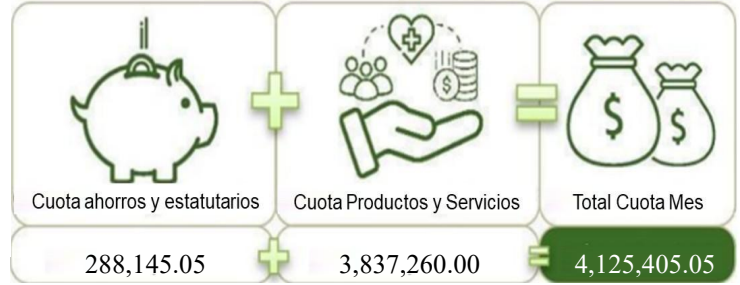 Cuota ahorros y estatutarios
Cuota Productos y Servicios
Total Cuota Mes
288,145.05 + 3,837,260.00 = 4,125,405.05